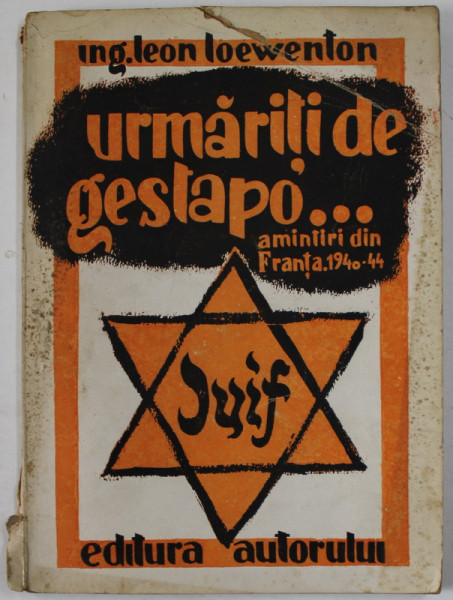 ing. leon loewenton
urmăriți de
gestapo...
amintiri din
Franța. 1940-44
Juif
editura autorului